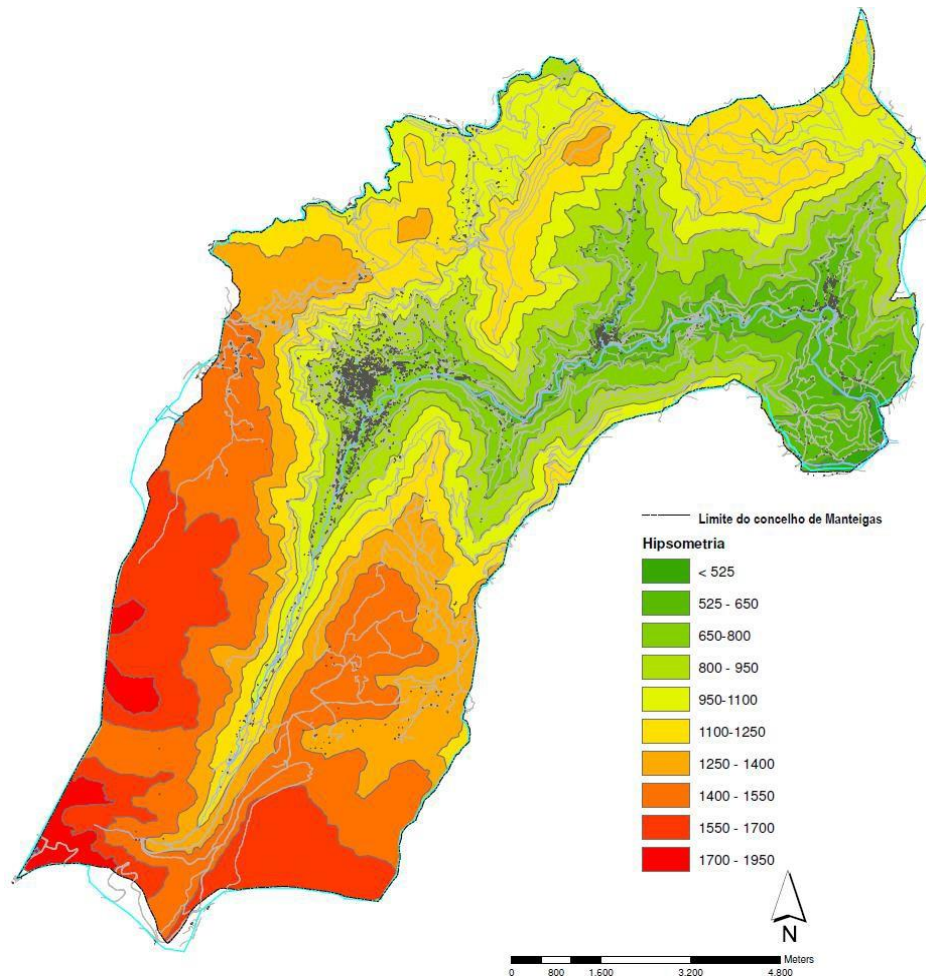 Limite do concelho de Manteigas
Hipsometria
< 525
525 - 650
650-800
800 - 950
950-1100
1100-1250
1250 - 1400
1400 - 1550
1550 - 1700
1700 - 1950
N
Meters
0 800 1.600 3.200 4.800